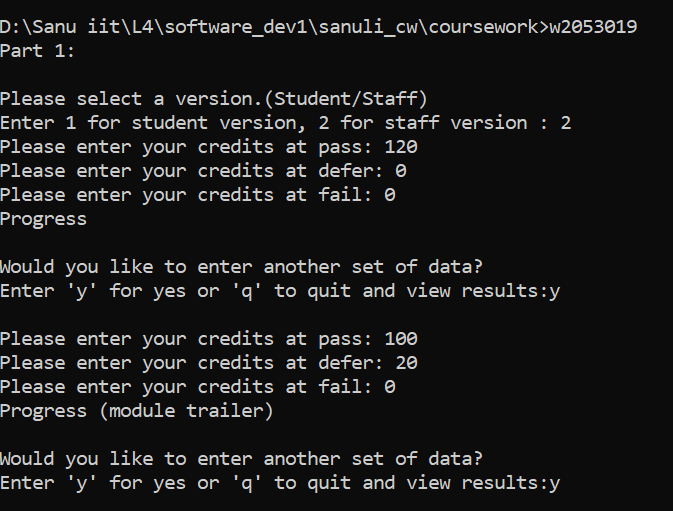 D:\Sanu iit\L4\software_dev1\sanuli_cw\coursework>w2053019
Part 1:
Please select a version.(Student/Staff)
Enter 1 for student version, 2 for staff version : 2
Please enter your credits at pass: 120
Please enter your credits at defer: 0
Please enter your credits at fail: 0
Progress
Would you like to enter another set of data?
Enter 'y' for yes or 'q' to quit and view results:y
Please enter your credits at pass: 100
Please enter your credits at defer: 20
Please enter your credits at fail: 0
Progress (module trailer)
Would you like to enter another set of data?
Enter 'y' for yes or 'q' to quit and view results:y